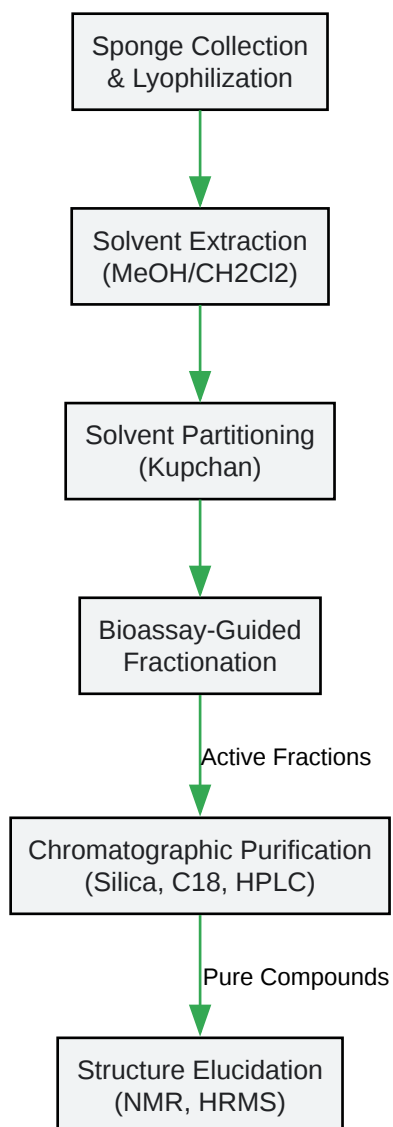 Sponge Collection
& Lyophilization
Solvent Extraction
(MeOH/CH2Cl2)
Solvent Partitioning
(Kupchan)
Bioassay-Guided
Fractionation
Active Fractions
Chromatographic Purification
(Silica, C18, HPLC)
Pure Compounds
Structure Elucidation
(NMR, HRMS)